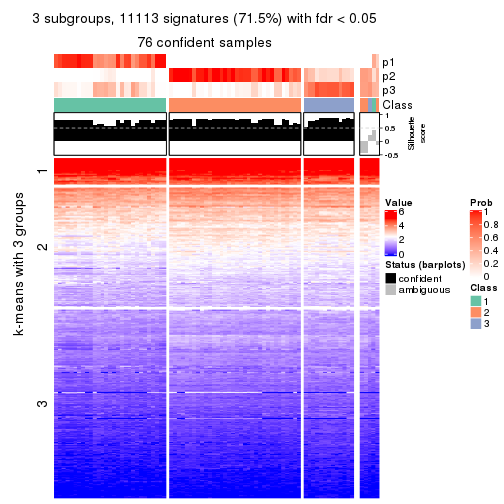 3 subgroups, 11113 signatures (71.5%) with fdr < 0.05
76 confident samples
p1
p2
p3
Class
1
0.5
0
-0.5
Silhouette
score
k-means with 3 groups
1
2
3
Value
6
4
2
0
Status (barplots)
confident
ambiguous
Prob
1
0.8
0.6
0.4
0.2
0
Class
1
2
3